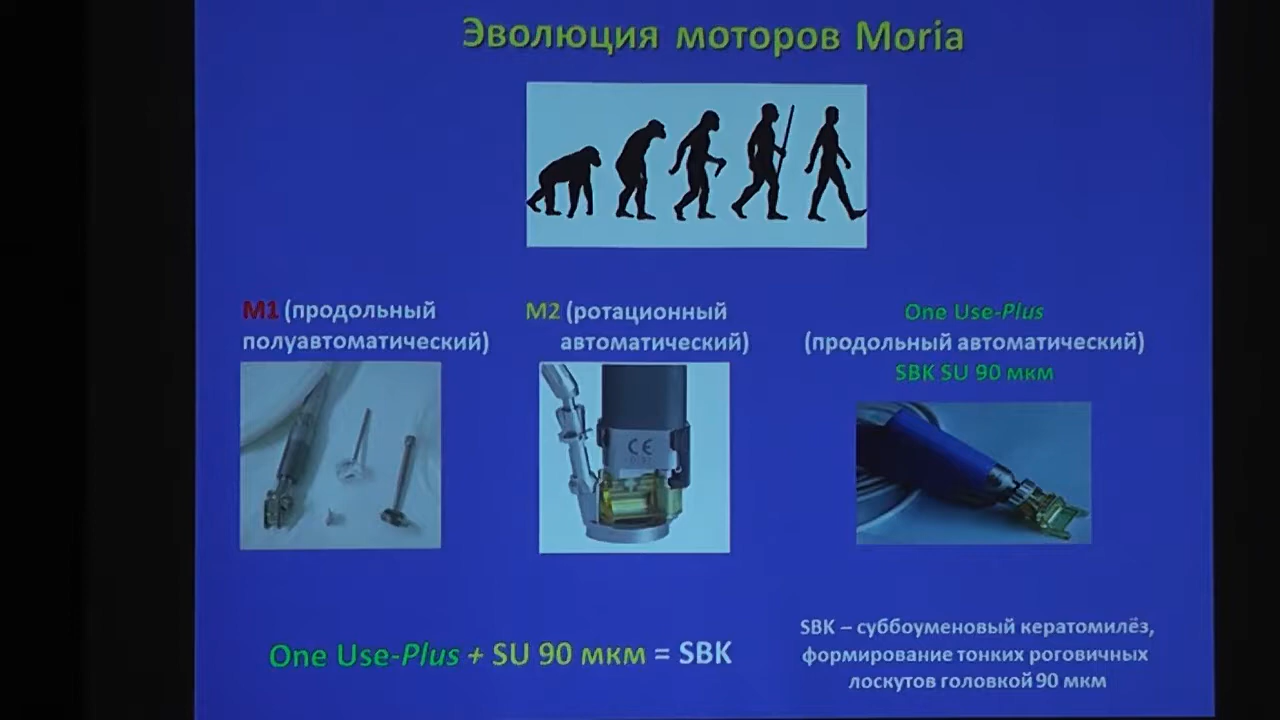 Эволюция моторов Moria
M1 (продольный
полуавтоматический)
M2 (ротационный
автоматический)
One Use-Plus
(продольный автоматический)
SBK SU 90 мкм
CE
One Use-Plus + SU 90 мкм = SBK
SBK – суббоуменовый кератомилёз,
формирование тонких роговичных
лоскутов головкой 90 мкм